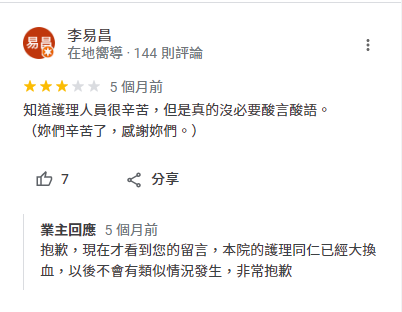 易昌
李易昌
在地嚮導 · 144 則評論
5 個月前
知道護理人員很辛苦，但是真的沒必要酸言酸語。
（妳們辛苦了，感謝妳們。）
7
分享
業主回應 5 個月前
抱歉，現在才看到您的留言，本院的護理同仁已經大換
血，以後不會有類似情況發生，非常抱歉